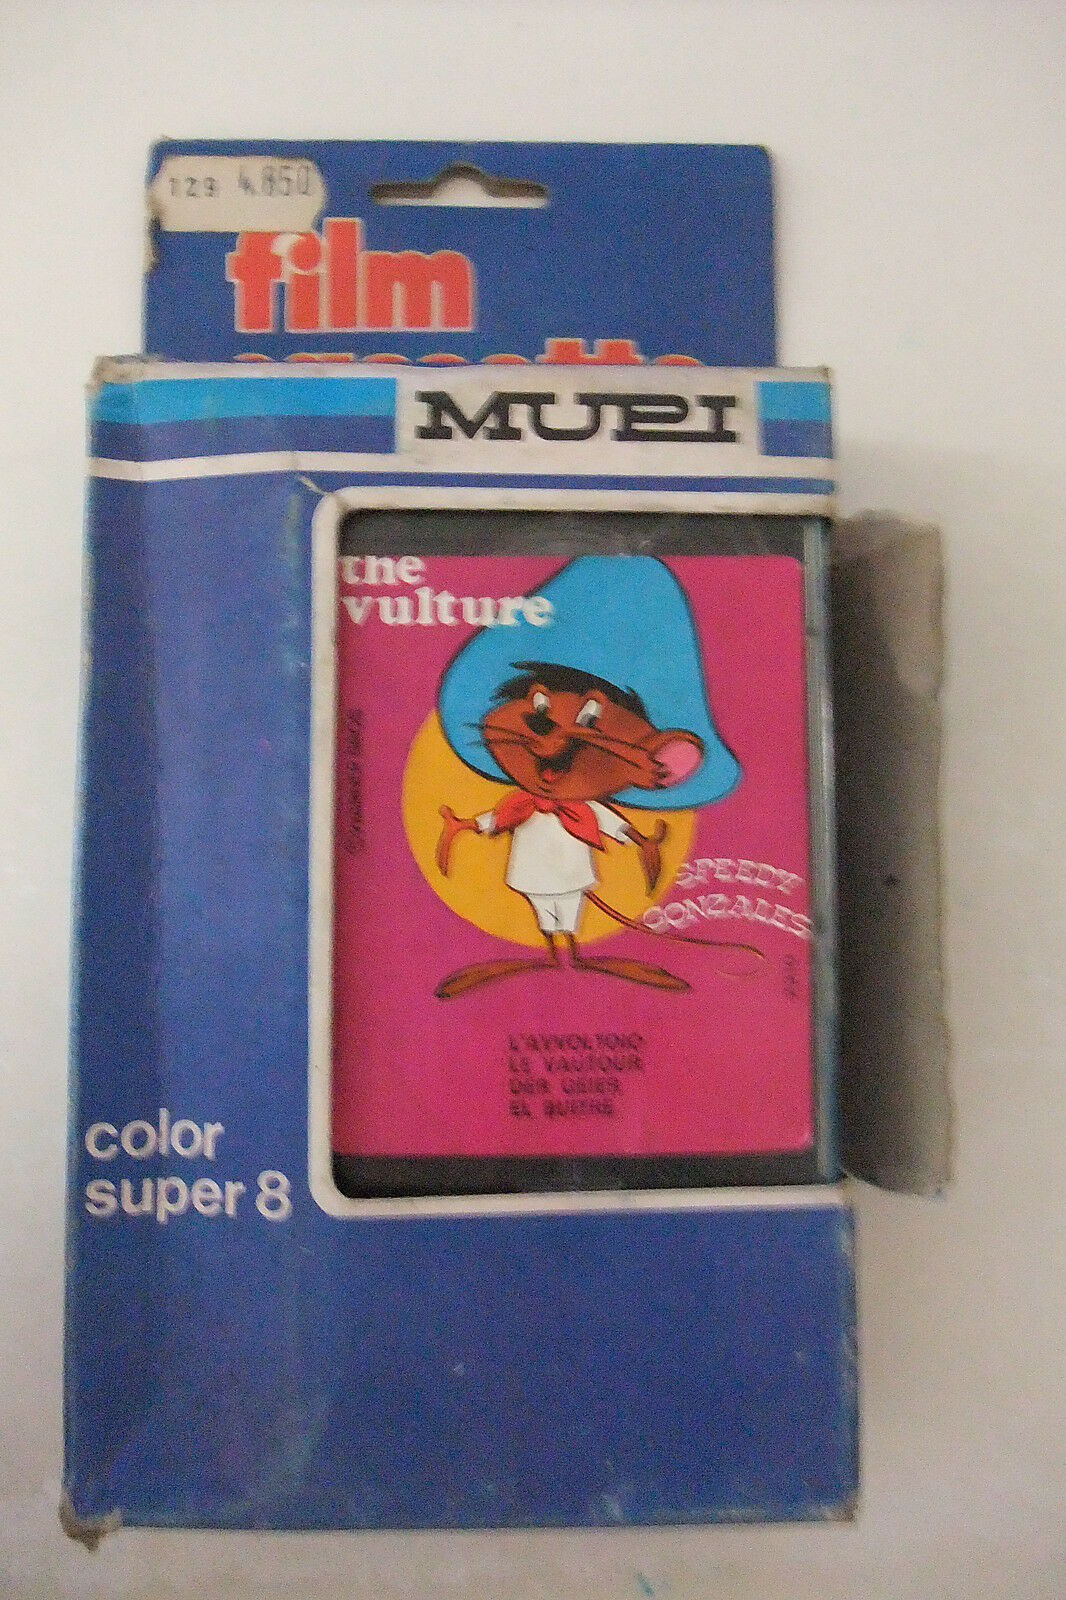 129 4.850
film
cassette
MUPI
the
vulture
SPEEDY
GONZALES
L'AVVOLTOIO
LE VAUTOUR
DER GEIER
EL BUITRE
color
super 8